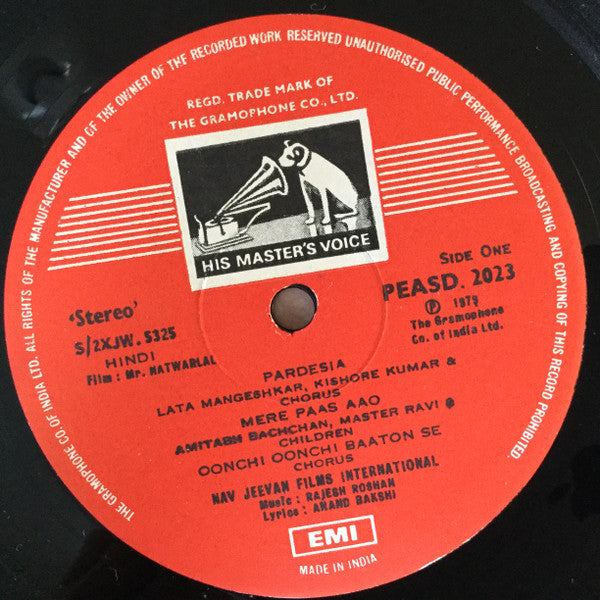 THE GRAMOPHONE CO. OF INDIA LTD. ALL RIGHTS OF THE MANUFACTURER AND OF THE OWNER OF THE RECORDED WORK RESERVED UNAUTHORISED PUBLIC PERFORMANCE BROADCASTING AND COPYING OF THIS RECORD PROHIBITED
REGD. TRADE MARK OF
THE GRAMOPHONE CO., LTD.
HIS MASTER'S VOICE
'Stereo'
S/2XJW. 5325
HINDI
Film : Mr. NATWARLAL
SIDE ONE
PEASD. 2023
Ⓟ 1979
The Gramophone
Co. of India Ltd.
PARDESIA
LATA MANGESHKAR, KISHORE KUMAR &
CHORUS
MERE PAAS AAO
AMITABH BACHCHAN, MASTER RAVI &
CHILDREN
OONCHI OONCHI BAATON SE
CHORUS
NAV JEEVAN FILMS INTERNATIONAL
Music : RAJESH ROSHAN
Lyrics : ANAND BAKSHI
EMI
MADE IN INDIA